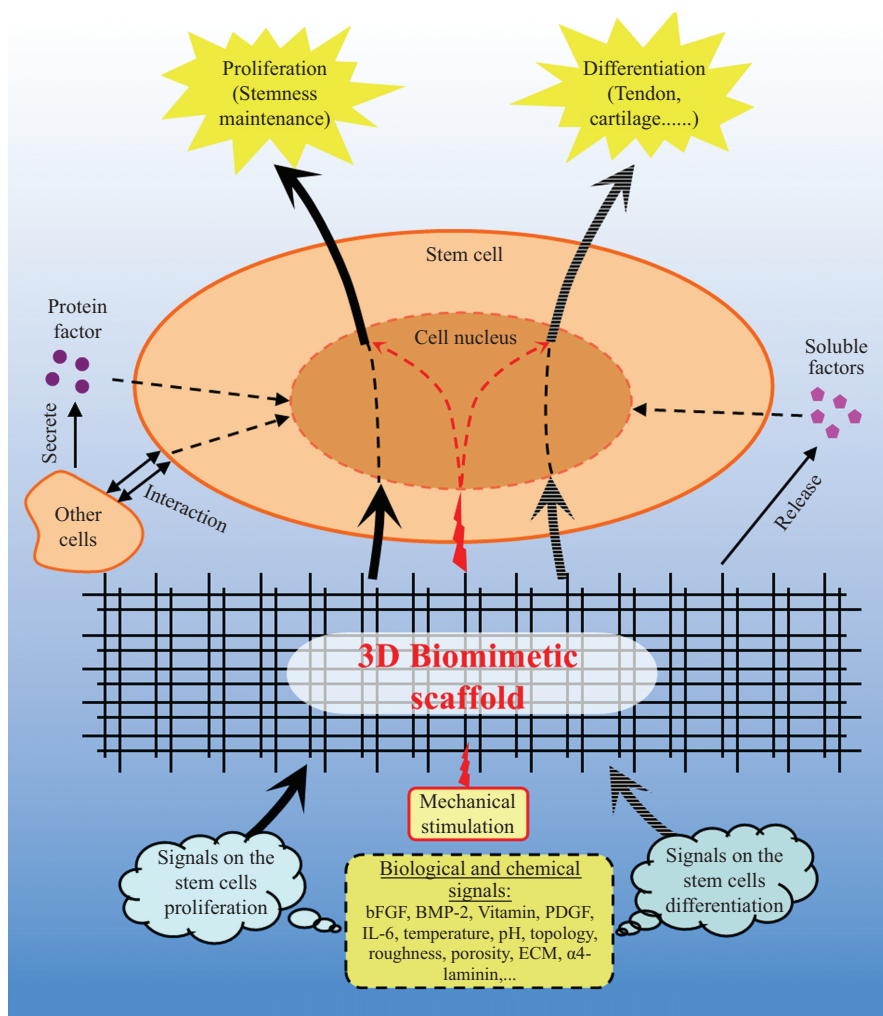 Proliferation
(Stemness
maintenance)
Differentiation
(Tendon,
cartilage......)
Stem cell
Protein
factor
Cell nucleus
Soluble
factors
Secrete
Interaction
Other
cells
Release
3D Biomimetic
scaffold
Mechanical
stimulation
Signals on the
stem cells
proliferation
Biological and chemical
signals:
bFGF, BMP-2, Vitamin, PDGF,
IL-6, temperature, pH, topology,
roughness, porosity, ECM, α4-
laminin,...
Signals on the
stem cells
differentiation